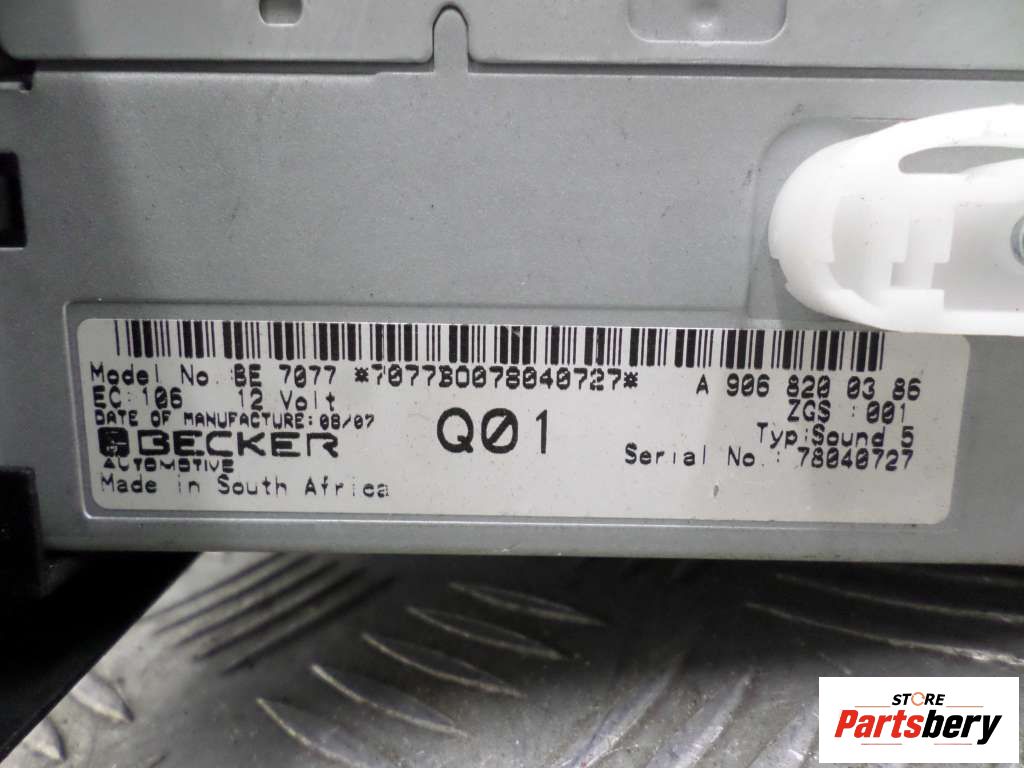 Model No. BE 7077 *7077B0078040727* A 906 820 03 86
EC: 106 12 Volt ZGS : 001
DATE OF MANUFACTURE: 08/07 Q01 Typ:Sound 5
BECKER Serial No.: 78040727
AUTOMOTIVE
Made in South Africa
STORE
Partsbery